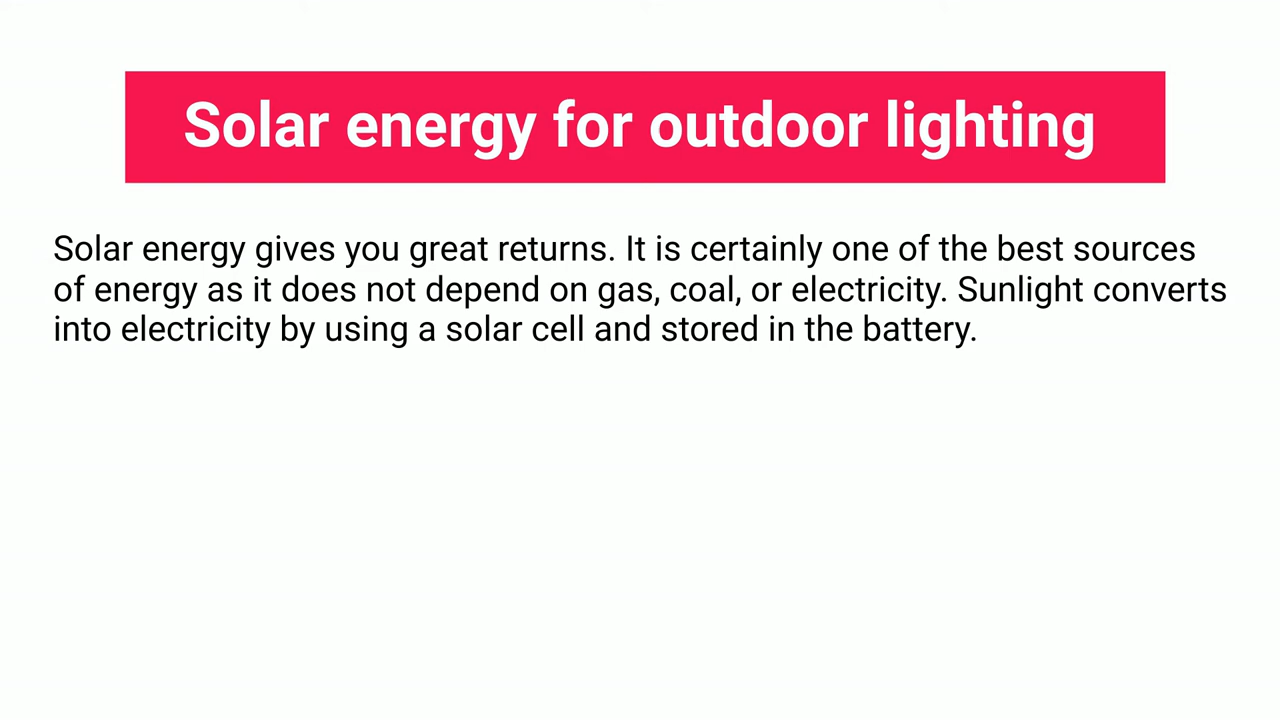 Solar energy for outdoor lighting
Solar energy gives you great returns. It is certainly one of the best sources
of energy as it does not depend on gas, coal, or electricity. Sunlight converts
into electricity by using a solar cell and stored in the battery.